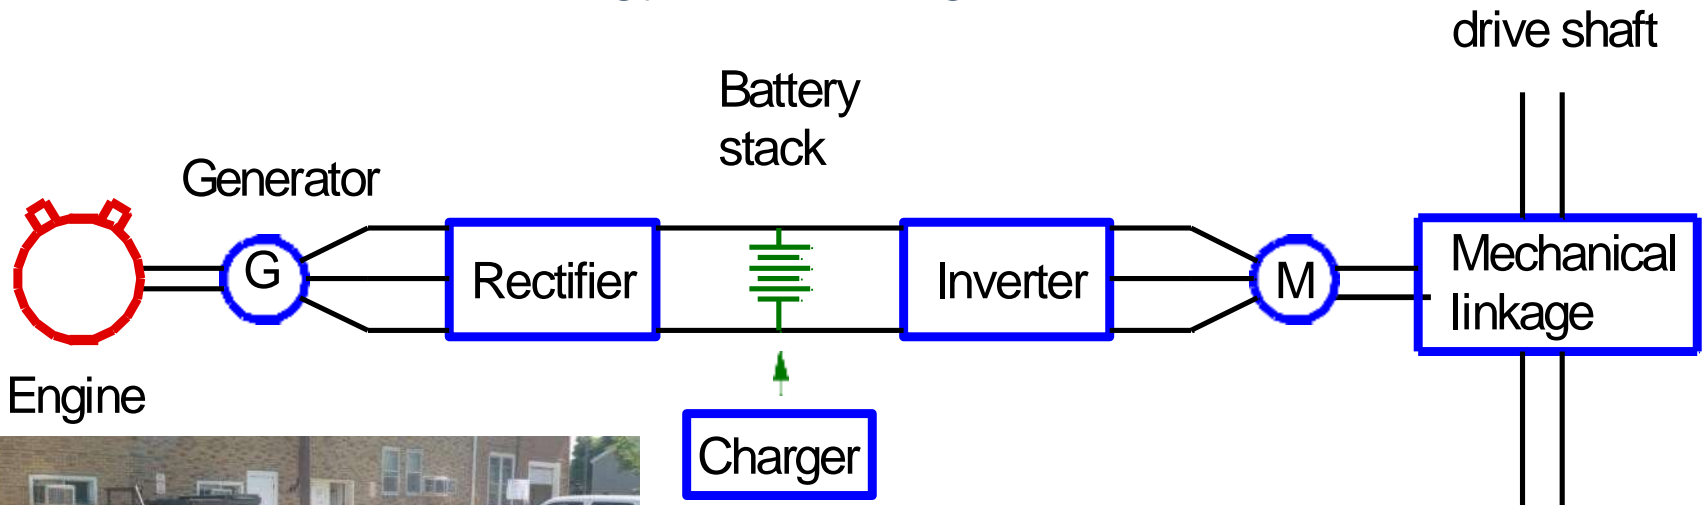 drive shaft
Battery
stack
Generator
G
Rectifier
Inverter
M
Mechanical
linkage
Engine
Charger